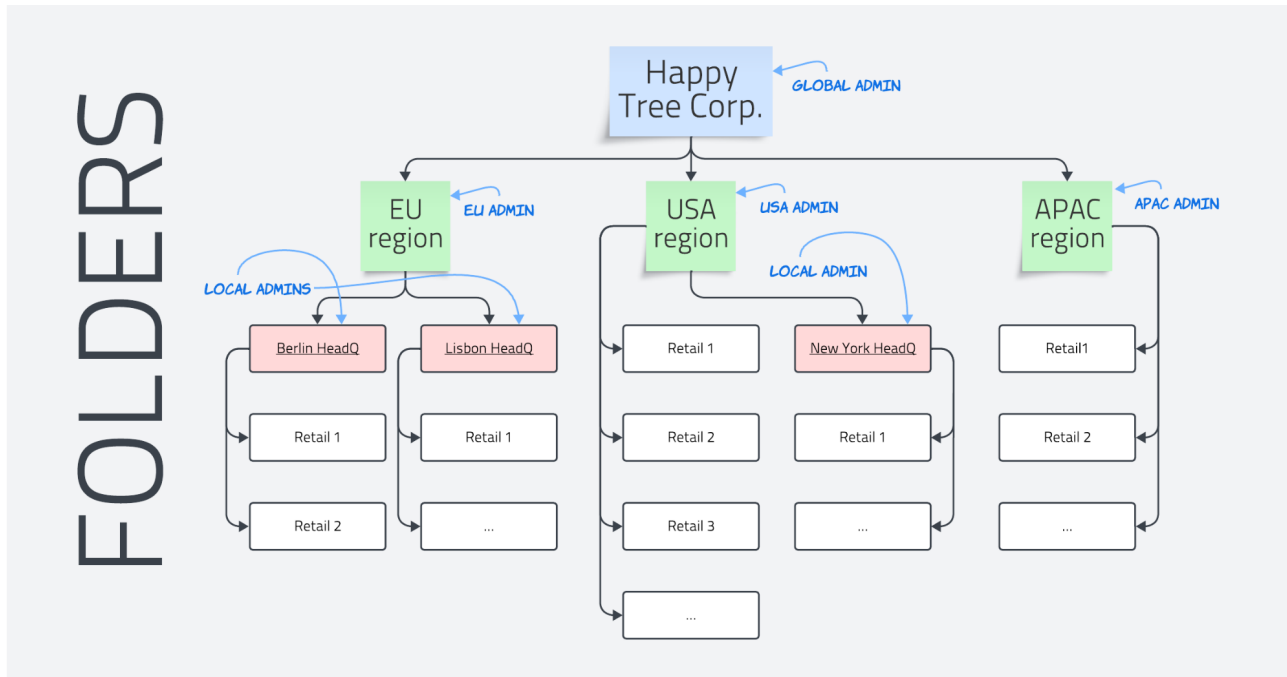 FOLDERS
Happy
Tree Corp.
GLOBAL ADMIN
EU
region
EU ADMIN
USA
region
USA ADMIN
APAC
region
APAC ADMIN
LOCAL ADMINS
LOCAL ADMIN
Berlin HeadQ
Lisbon HeadQ
Retail 1
New York HeadQ
Retail1
Retail 1
Retail 1
Retail 2
Retail 1
Retail 2
Retail 2
...
Retail 3
...
...
...